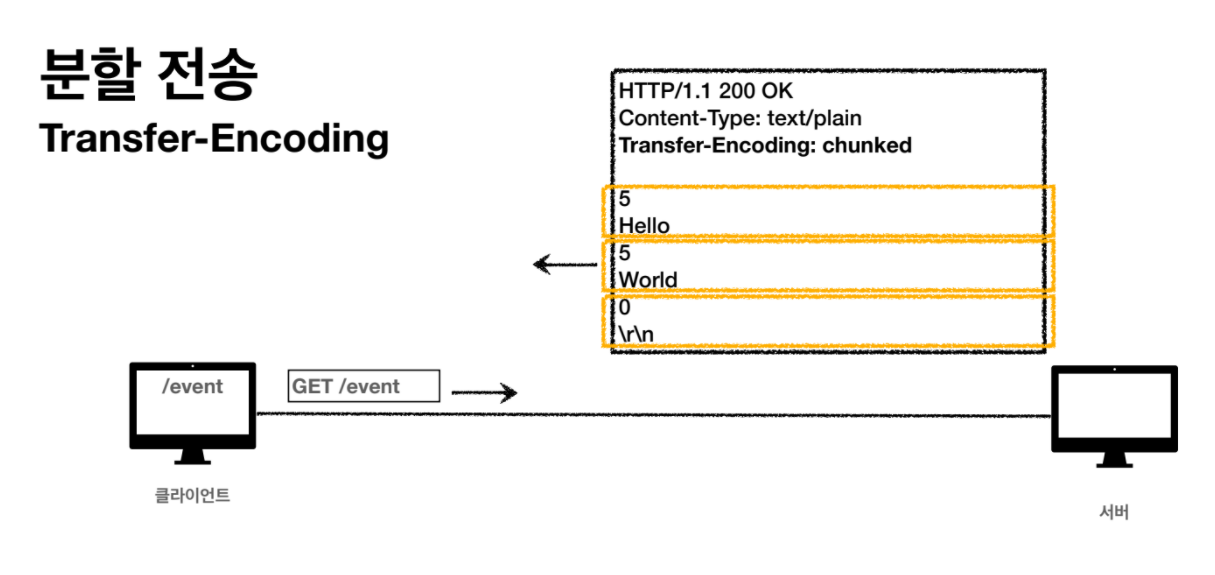 분할 전송
Transfer-Encoding
HTTP/1.1 200 OK
Content-Type: text/plain
Transfer-Encoding: chunked
5
Hello
5
World
0
\r\n
/event
GET /event
클라이언트
서버